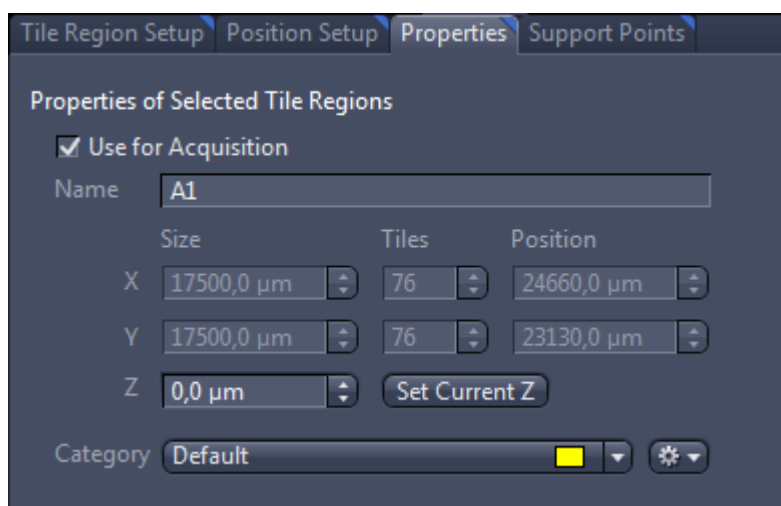 Tile Region Setup Position Setup Properties Support Points
Properties of Selected Tile Regions
Use for Acquisition
Name A1
Size Tiles Position
X 17500,0 µm 76 24660,0 µm
Y 17500,0 µm 76 23130,0 µm
Z 0,0 µm Set Current Z
Category Default